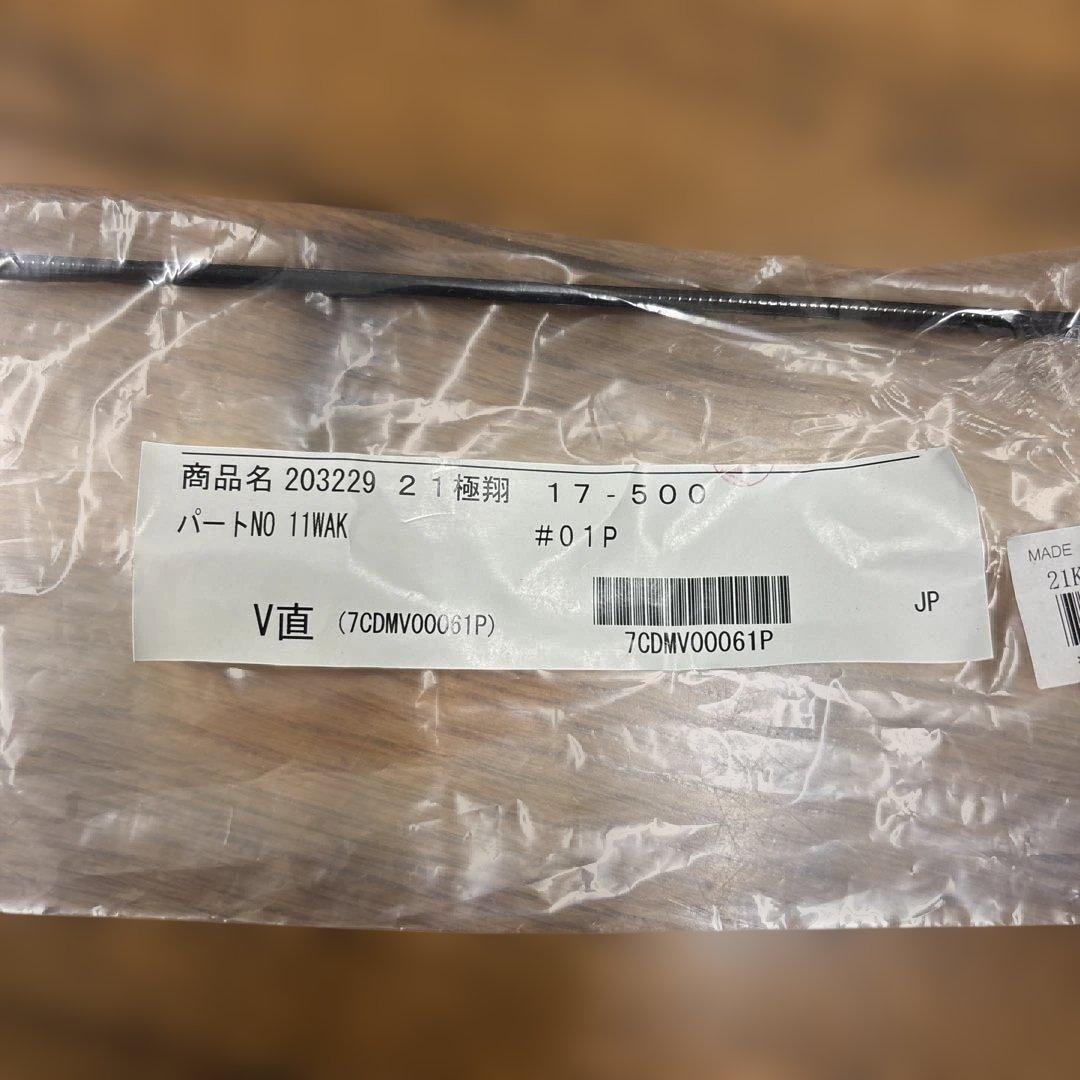 商品名 203229 21極翔 17-500
パートNO 11WAK #01P
V直 (7CDMV00061P)
7CDMV00061P
JP
MADE
21K